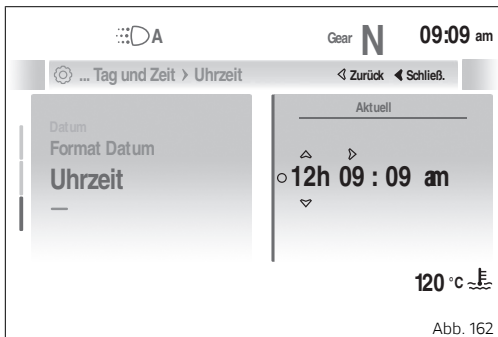 A Gear N 09:09 am
... Tag und Zeit > Uhrzeit Zurück Schließ.
Datum
Format Datum
Uhrzeit
—
Aktuell
12h 09 : 09 am
120 °C
Abb. 162